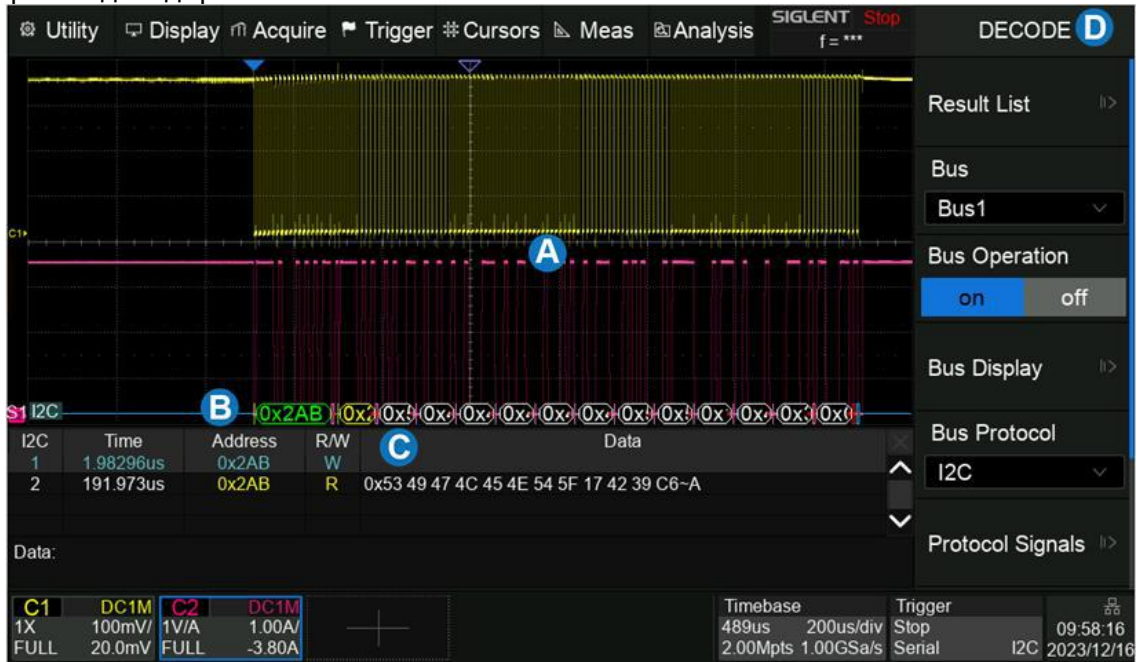 Utility Display Acquire Trigger Cursors Meas Analysis SIGLENT Stop DECODE D
f = ***
Result List
Bus
Bus1
C1
A
Bus Operation
on off
Bus Display
S1 I2C B 0x2AB
I2C Time Address R/W C Data
1 1.98296us 0x2AB W
2 191.973us 0x2AB R 0x53 49 47 4C 45 4E 54 5F 17 42 39 C6~A
Bus Protocol
I2C
Data:
Protocol Signals
C1 DC1M C2 DC1M Timebase Trigger
1X 100mV/ 1V/A 1.00A/ 489us 200us/div Stop 09:58:16
FULL 20.0mV FULL -3.80A 2.00Mpts 1.00GSa/s Serial I2C 2023/12/16